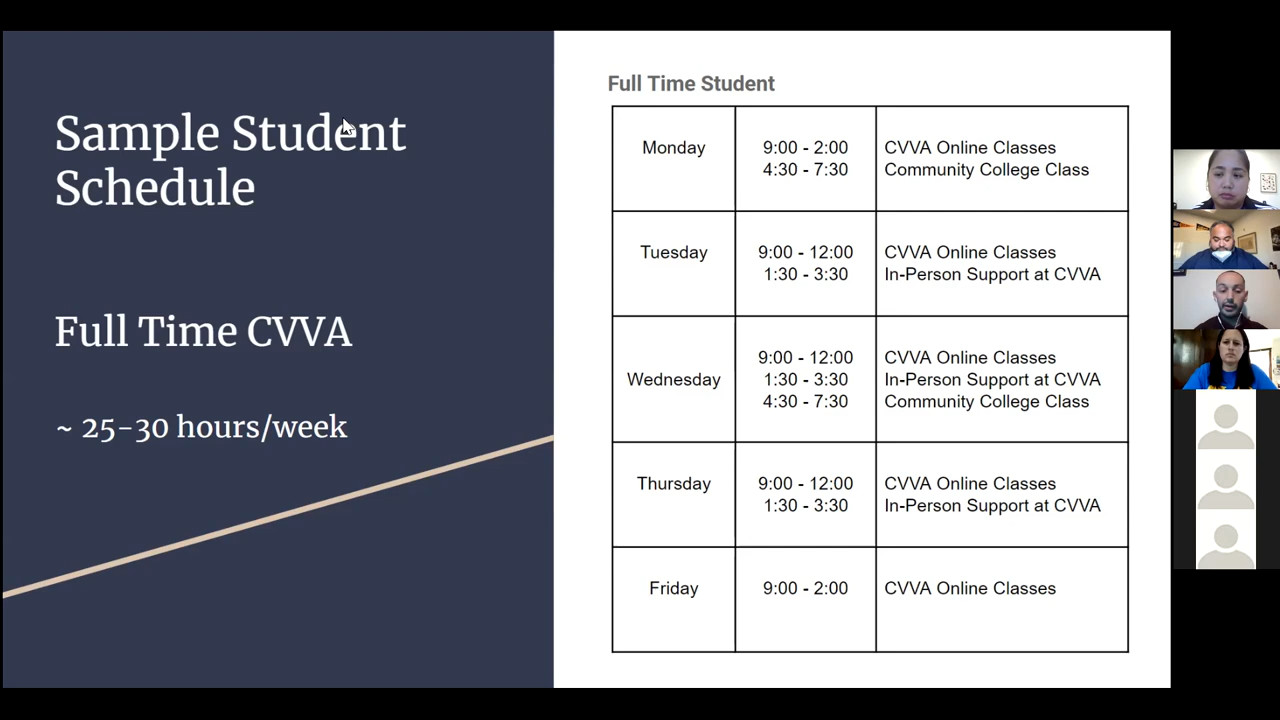 Sample Student
Schedule
Full Time CVVA
~ 25-30 hours/week
Full Time Student
Monday
9:00 - 2:00 CVVA Online Classes
4:30 - 7:30 Community College Class
Tuesday
9:00 - 12:00 CVVA Online Classes
1:30 - 3:30 In-Person Support at CVVA
Wednesday
9:00 - 12:00 CVVA Online Classes
1:30 - 3:30 In-Person Support at CVVA
4:30 - 7:30 Community College Class
Thursday
9:00 - 12:00 CVVA Online Classes
1:30 - 3:30 In-Person Support at CVVA
Friday
9:00 - 2:00 CVVA Online Classes